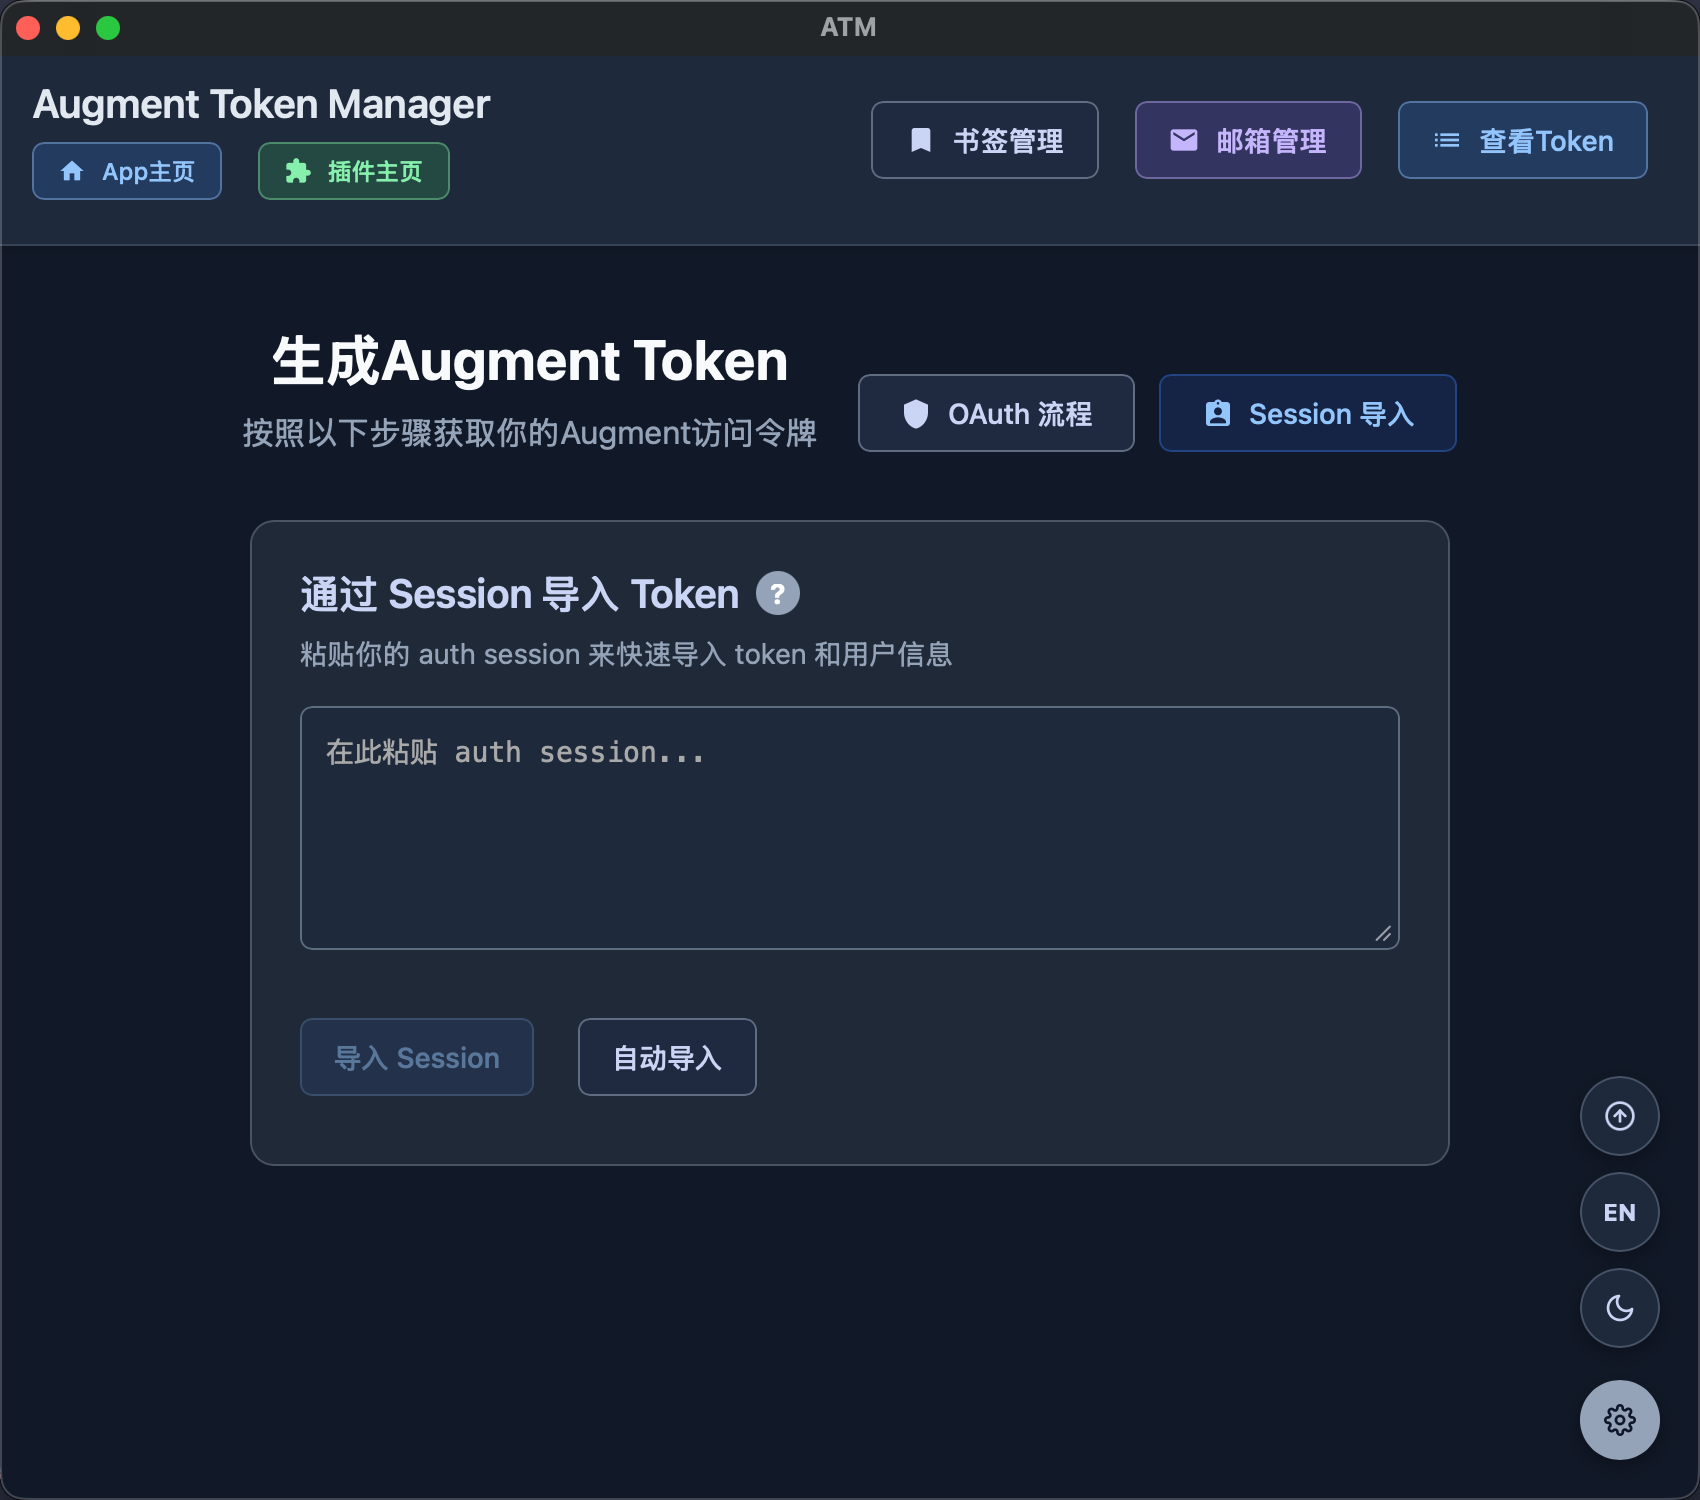 ATM
Augment Token Manager
App主页
插件主页
书签管理
邮箱管理
查看Token
生成Augment Token
按照以下步骤获取你的Augment访问令牌
OAuth 流程
Session 导入
通过 Session 导入 Token ?
粘贴你的 auth session 来快速导入 token 和用户信息
在此粘贴 auth session...
导入 Session
自动导入
EN